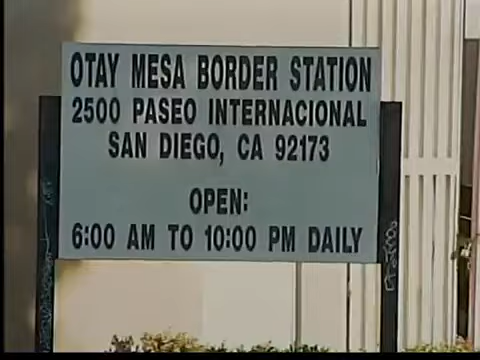 OTAY MESA BORDER STATION
2500 PASEO INTERNACIONAL
SAN DIEGO, CA 92173
OPEN:
6:00 AM TO 10:00 PM DAILY